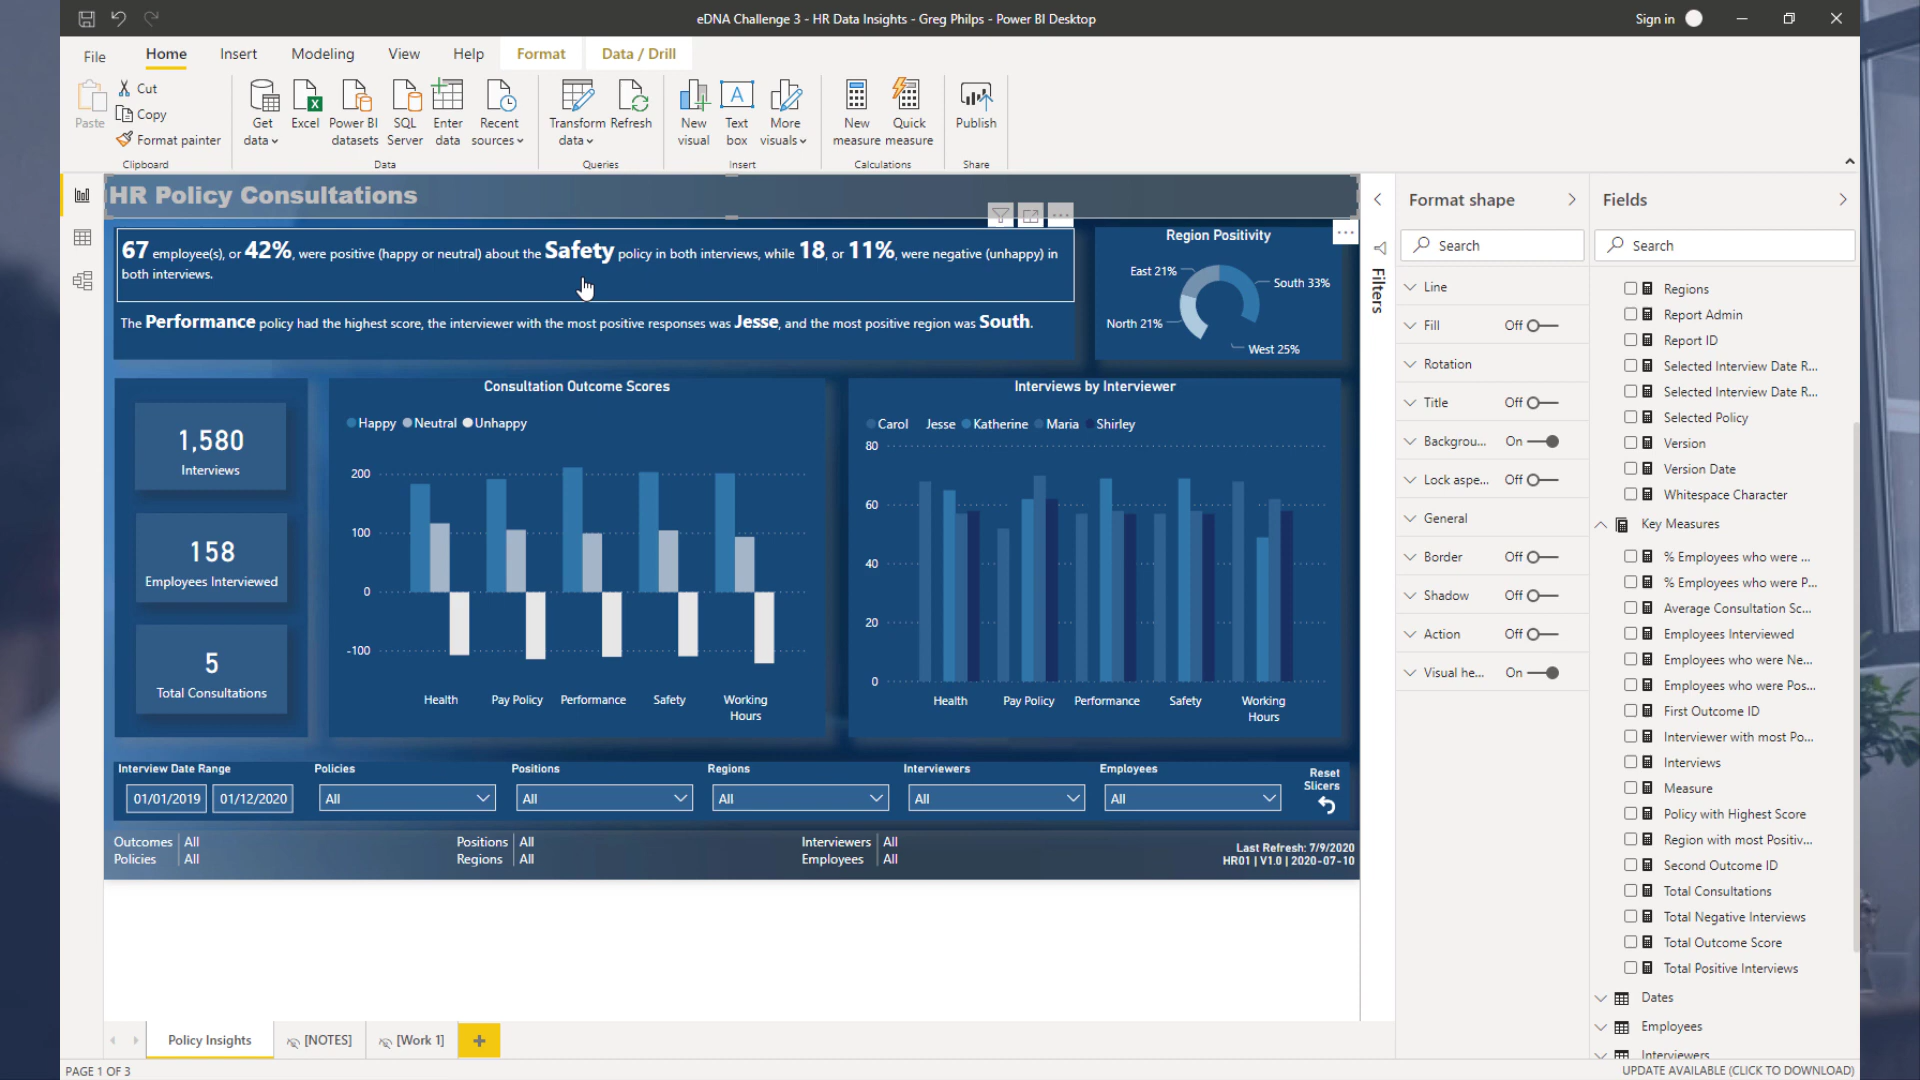 eDNA Challenge 3 - HR Data Insights - Greg Philps - Power BI Desktop
Sign in
File
Home
Insert
Modeling
View
Help
Format
Data / Drill
Paste
Cut
Copy
Format painter
Clipboard
Get data
Excel
Power BI datasets
SQL Server
Enter data
Recent sources
Data
Transform data
Refresh
Queries
New visual
Text box
More visuals
Insert
New measure
Quick measure
Calculations
Publish
Share
HR Policy Consultations
67 employee(s), or 42%, were positive (happy or neutral) about the Safety policy in both interviews, while 18, or 11%, were negative (unhappy) in
both interviews.
The Performance policy had the highest score, the interviewer with the most positive responses was Jesse, and the most positive region was South.
Region Positivity
East 21%
South 33%
North 21%
West 25%
1,580
Interviews
158
Employees Interviewed
5
Total Consultations
Consultation Outcome Scores
Happy Neutral Unhappy
200
100
0
-100
Health
Pay Policy
Performance
Safety
Working
Hours
Interviews by Interviewer
Carol Jesse Katherine Maria Shirley
80
60
40
20
0
Health
Pay Policy
Performance
Safety
Working
Hours
Interview Date Range
01/01/2019
01/12/2020
Policies
All
Positions
All
Regions
All
Interviewers
All
Employees
All
Reset
Slicers
Outcomes All
Policies All
Positions All
Regions All
Interviewers All
Employees All
Last Refresh: 7/9/2020
HR01 | V1.0 | 2020-07-10
Filters
Format shape
Search
Line
Fill Off
Rotation
Title Off
Backgrou... On
Lock aspe... Off
General
Border Off
Shadow Off
Action Off
Visual he... On
Fields
Search
Regions
Report Admin
Report ID
Selected Interview Date R...
Selected Interview Date R...
Selected Policy
Version
Version Date
Whitespace Character
Key Measures
% Employees who were ...
% Employees who were P...
Average Consultation Sc...
Employees Interviewed
Employees who were Ne...
Employees who were Pos...
First Outcome ID
Interviewer with most Po...
Interviews
Measure
Policy with Highest Score
Region with most Positiv...
Second Outcome ID
Total Consultations
Total Negative Interviews
Total Outcome Score
Total Positive Interviews
Dates
Employees
Interviewers
Policy Insights
[NOTES]
[Work 1]
PAGE 1 OF 3
UPDATE AVAILABLE (CLICK TO DOWNLOAD)